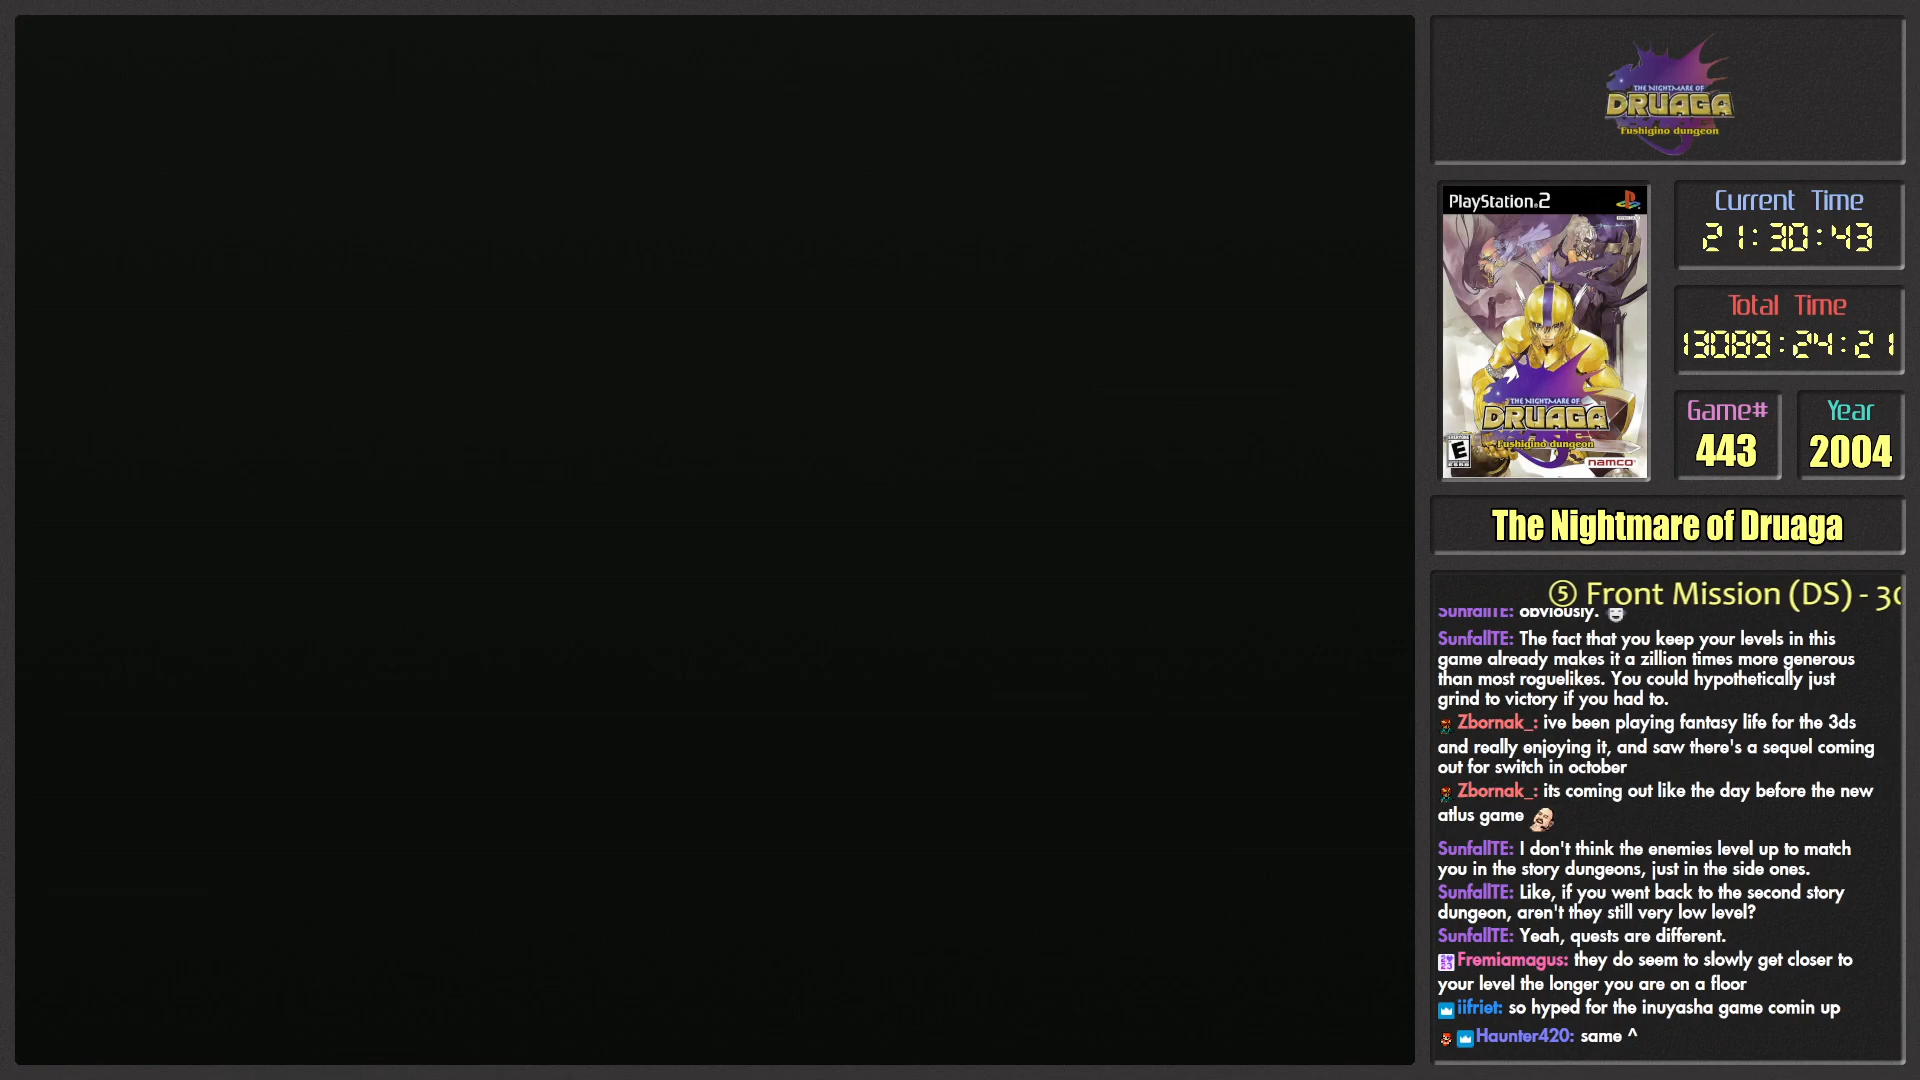 THE NIGHTMARE OF
DRUAGA
Fushigino dungeon
PlayStation.2
THE NIGHTMARE OF
DRUAGA
Fushigino dungeon
EVERYONE
E
namco
Current Time
21:30:43
Total Time
13089:24:21
Game#
443
Year
2004
The Nightmare of Druaga
⑤ Front Mission (DS) - 30
SunfallTE: obviously.
SunfallTE: The fact that you keep your levels in this
game already makes it a zillion times more generous
than most roguelikes. You could hypothetically just
grind to victory if you had to.
Zbornak_: ive been playing fantasy life for the 3ds
and really enjoying it, and saw there's a sequel coming
out for switch in october
Zbornak_: its coming out like the day before the new
atlus game
SunfallTE: I don't think the enemies level up to match
you in the story dungeons, just in the side ones.
SunfallTE: Like, if you went back to the second story
dungeon, aren't they still very low level?
SunfallTE: Yeah, quests are different.
Fremiamagus: they do seem to slowly get closer to
your level the longer you are on a floor
iifriet: so hyped for the inuyasha game comin up
Haunter420: same ^